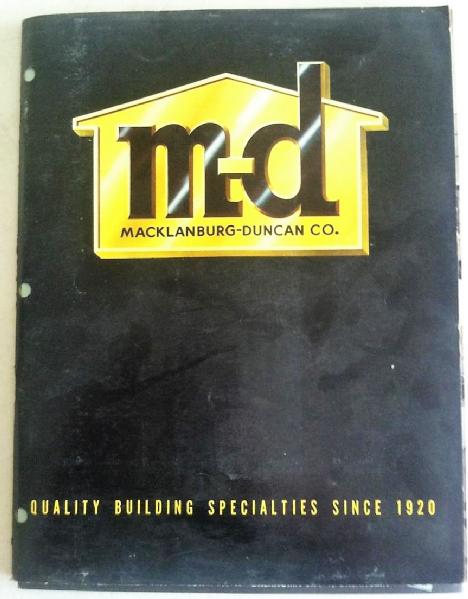 m-d
MACKLANBURG-DUNCAN CO.
QUALITY BUILDING SPECIALTIES SINCE 1920